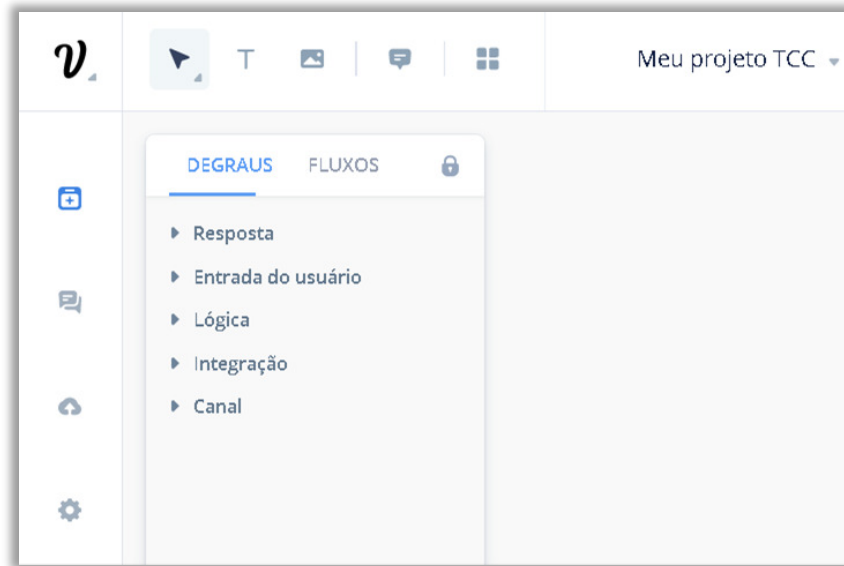 Meu projeto TCC
DEGRAUS FLUXOS
Resposta
Entrada do usuário
Lógica
Integração
Canal